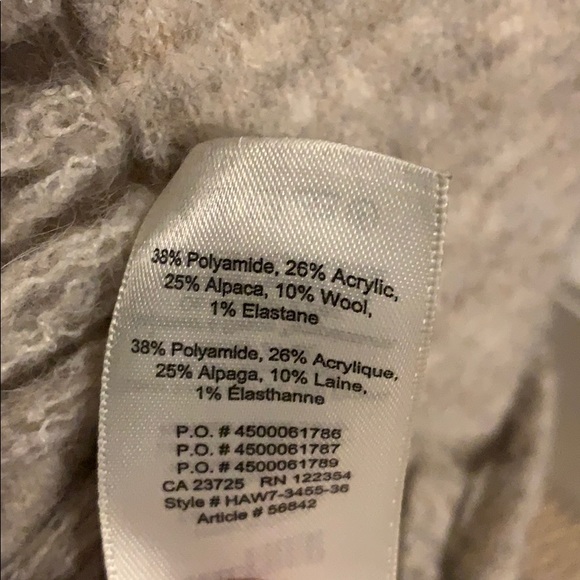 38% Polyamide, 26% Acrylic,
25% Alpaca, 10% Wool,
1% Elastane
38% Polyamide, 26% Acrylique,
25% Alpaga, 10% Laine,
1% Élasthanne
P.O. # 4500061786
P.O. # 4500061787
P.O. # 4500061789
CA 23725 RN 122354
Style # HAW7-3455-36
Article # 56842